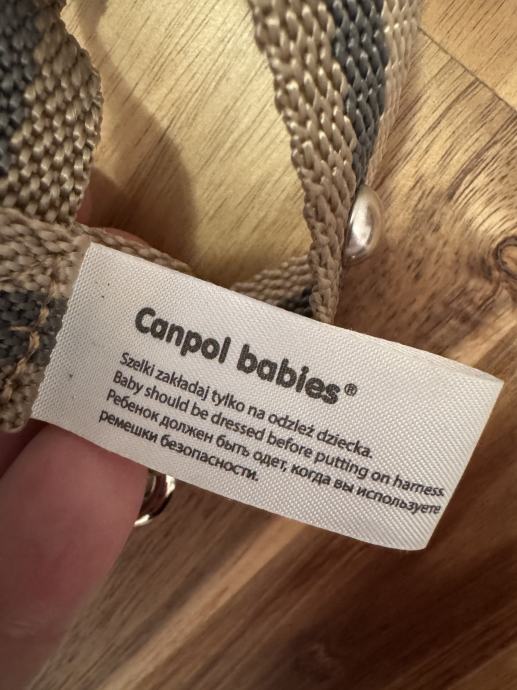 Canpol babies®
Szelki zakładaj tylko na odzież dziecka.
Baby should be dressed before putting on harness.
Ребенок должен быть одет, когда вы используете
ремешки безопасности.